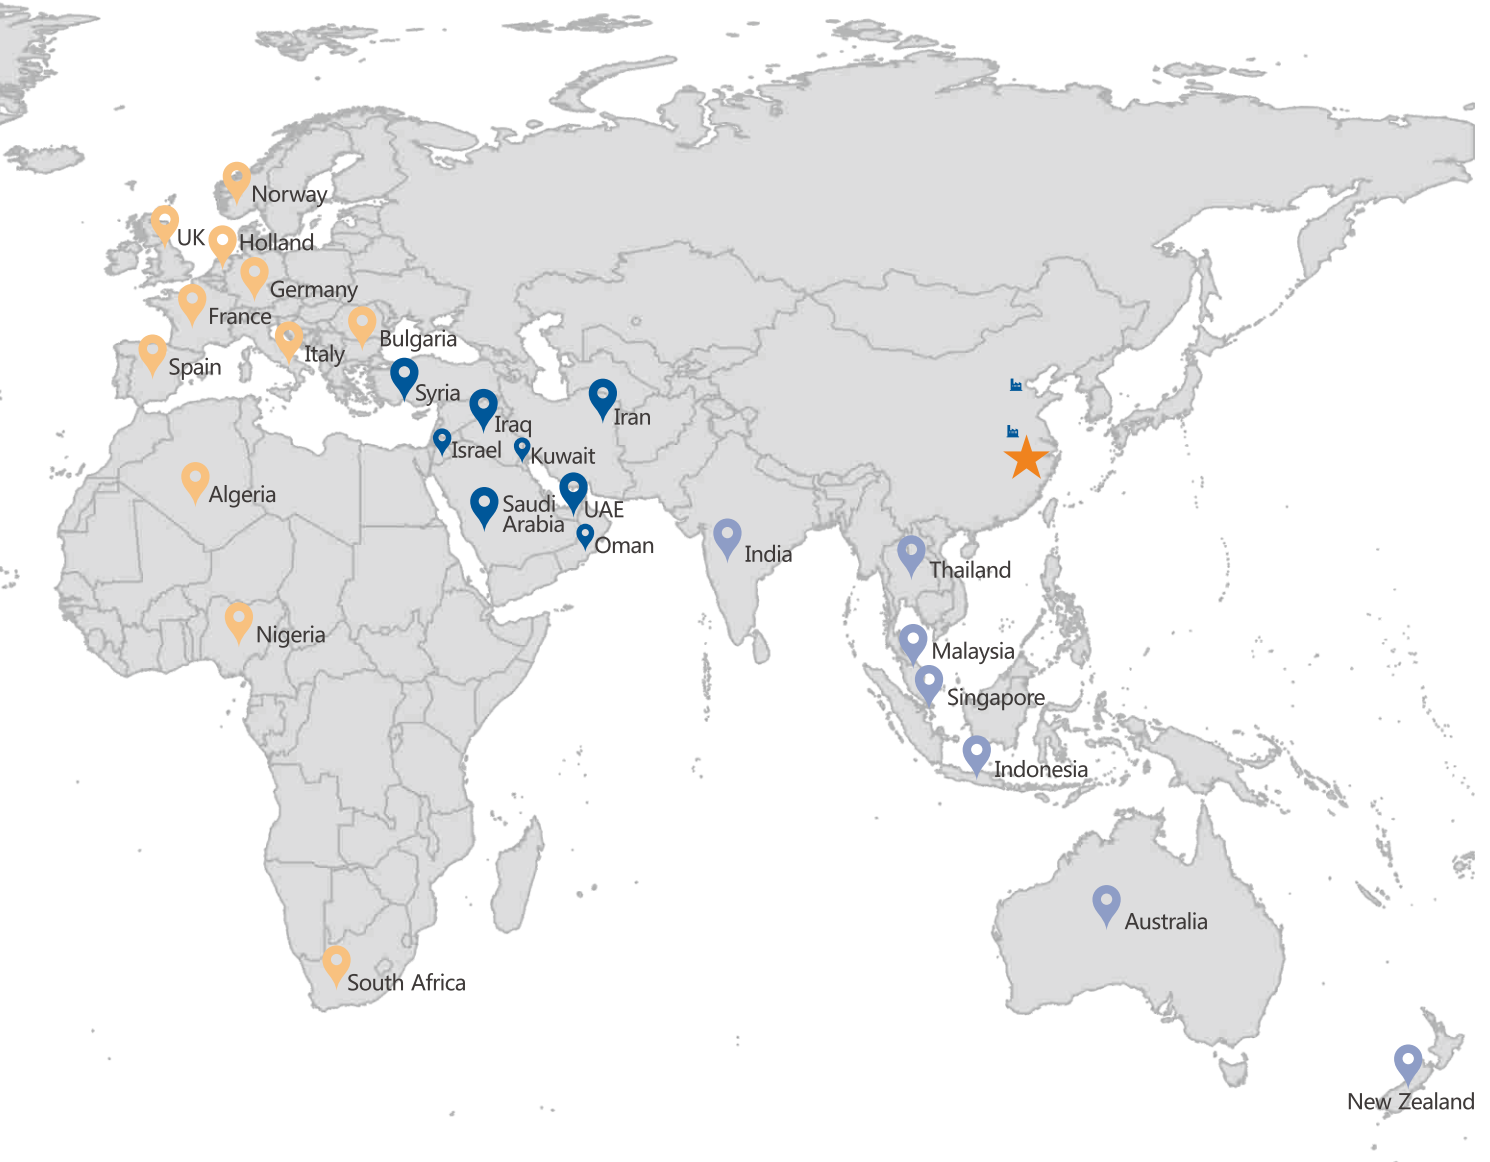 Norway
UK
Holland
Germany
France
Bulgaria
Italy
Spain
Syria
Iran
Iraq
Israel
Kuwait
Algeria
Saudi
Arabia
UAE
Oman
India
Thailand
Nigeria
Malaysia
Singapore
Indonesia
Australia
South Africa
New Zealand